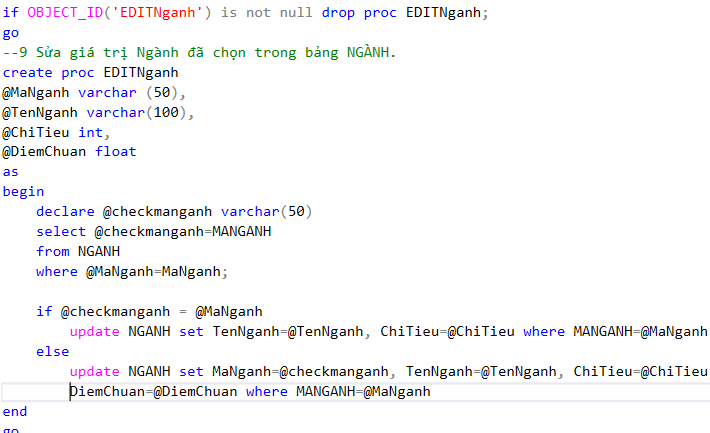 if OBJECT_ID('EDITNganh') is not null drop proc EDITNganh;
go
--9 Sửa giá trị Ngành đã chọn trong bảng NGÀNH.
create proc EDITNganh
@MaNganh varchar (50),
@TenNganh varchar(100),
@ChiTieu int,
@DiemChuan float
as
begin
declare @checkmanganh varchar(50)
select @checkmanganh=MANGANH
from NGANH
where @MaNganh=MaNganh;
if @checkmanganh = @MaNganh
update NGANH set TenNganh=@TenNganh, ChiTieu=@ChiTieu where MANGANH=@MaNganh
else
update NGANH set MaNganh=@checkmanganh, TenNganh=@TenNganh, ChiTieu=@ChiTieu
DiemChuan=@DiemChuan where MANGANH=@MaNganh
end
go